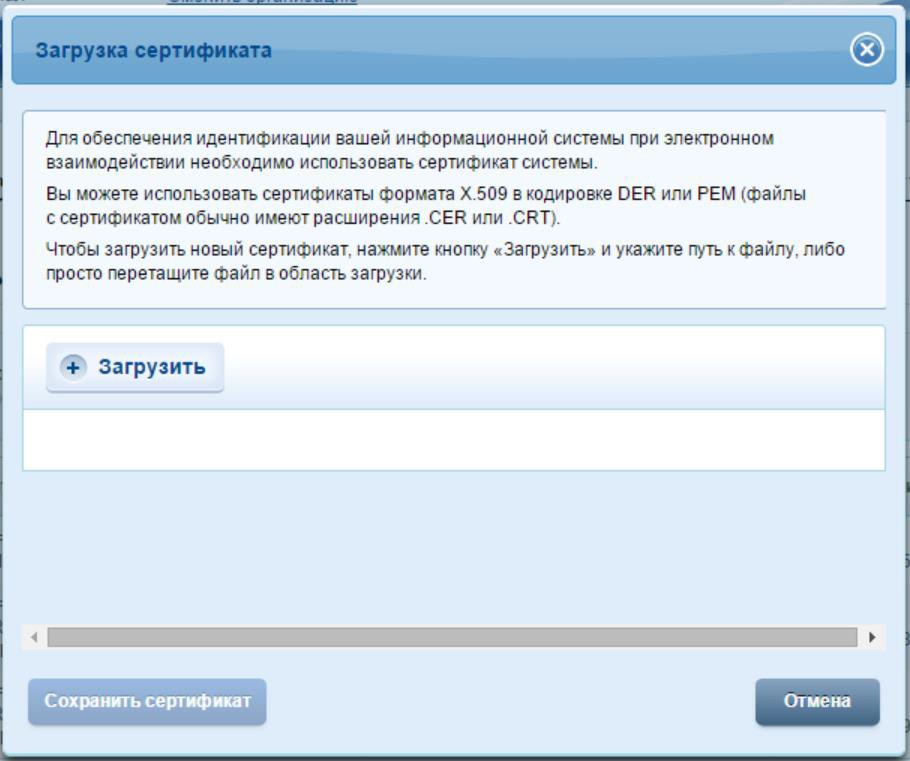 Сменить организацию
Загрузка сертификата
Для обеспечения идентификации вашей информационной системы при электронном
взаимодействии необходимо использовать сертификат системы.
Вы можете использовать сертификаты формата X.509 в кодировке DER или PEM (файлы
с сертификатом обычно имеют расширения .CER или .CRT).
Чтобы загрузить новый сертификат, нажмите кнопку «Загрузить» и укажите путь к файлу, либо
просто перетащите файл в область загрузки.
Загрузить
Сохранить сертификат
Отмена